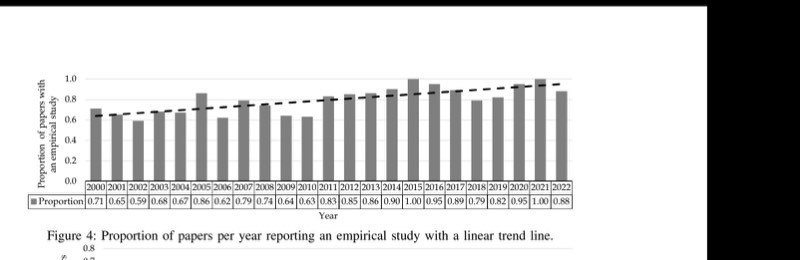 Proportion of papers with
an empirical study
1.0
0.8
0.6
0.4
0.2
0.0
2000 2001 2002 2003 2004 2005 2006 2007 2008 2009 2010 2011 2012 2013 2014 2015 2016 2017 2018 2019 2020 2021 2022
Proportion 0.71 0.65 0.59 0.68 0.67 0.86 0.62 0.79 0.74 0.64 0.63 0.83 0.85 0.86 0.90 1.00 0.95 0.89 0.79 0.82 0.95 1.00 0.88
Year
Figure 4: Proportion of papers per year reporting an empirical study with a linear trend line.
0.8